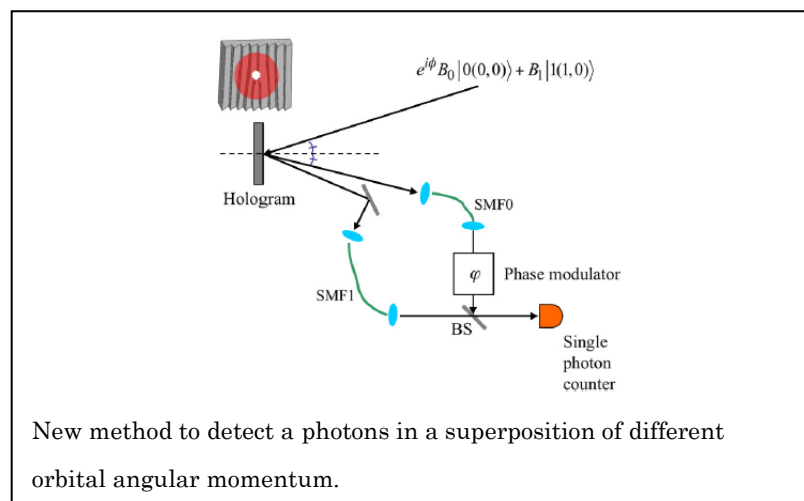 e^{iϕ}B_0|0(0,0)⟩+B_1|1(1,0)⟩
Hologram
SMF0
φ
Phase modulator
SMF1
BS
Single
photon
counter
New method to detect a photons in a superposition of different
orbital angular momentum.